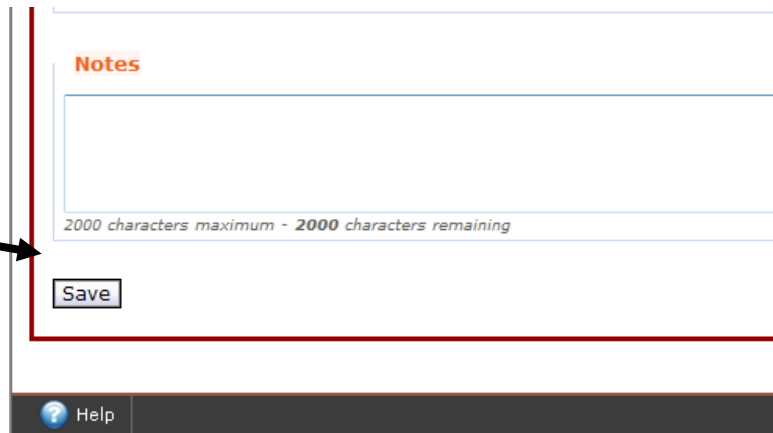 Notes
2000 characters maximum - 2000 characters remaining
Save
Help